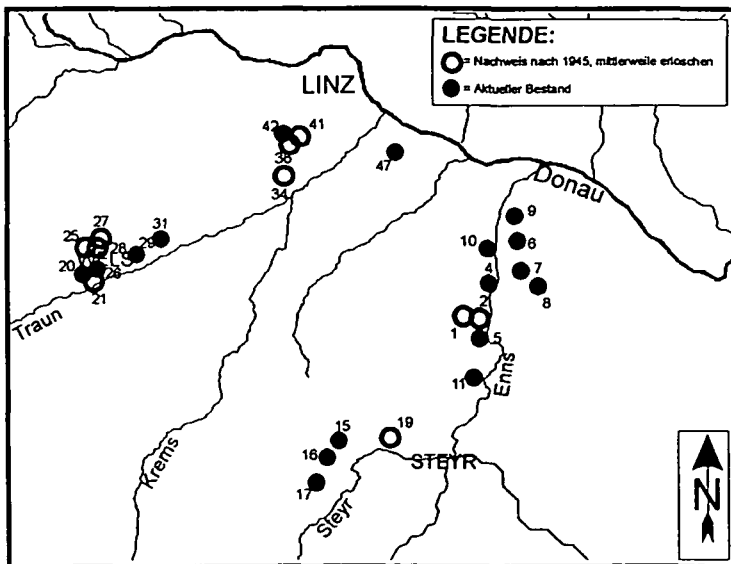 LEGENDE:
= Nachweis nach 1945, mittlerweile erloschen
= Aktueller Bestand
LINZ
42
41
38
34
47
Donau
9
10
6
4
7
8
2
1
5
11
Enns
27
25
28
29
31
20
26
21
Traun
Krems
15
16
17
19
STEYR
Steyr
N